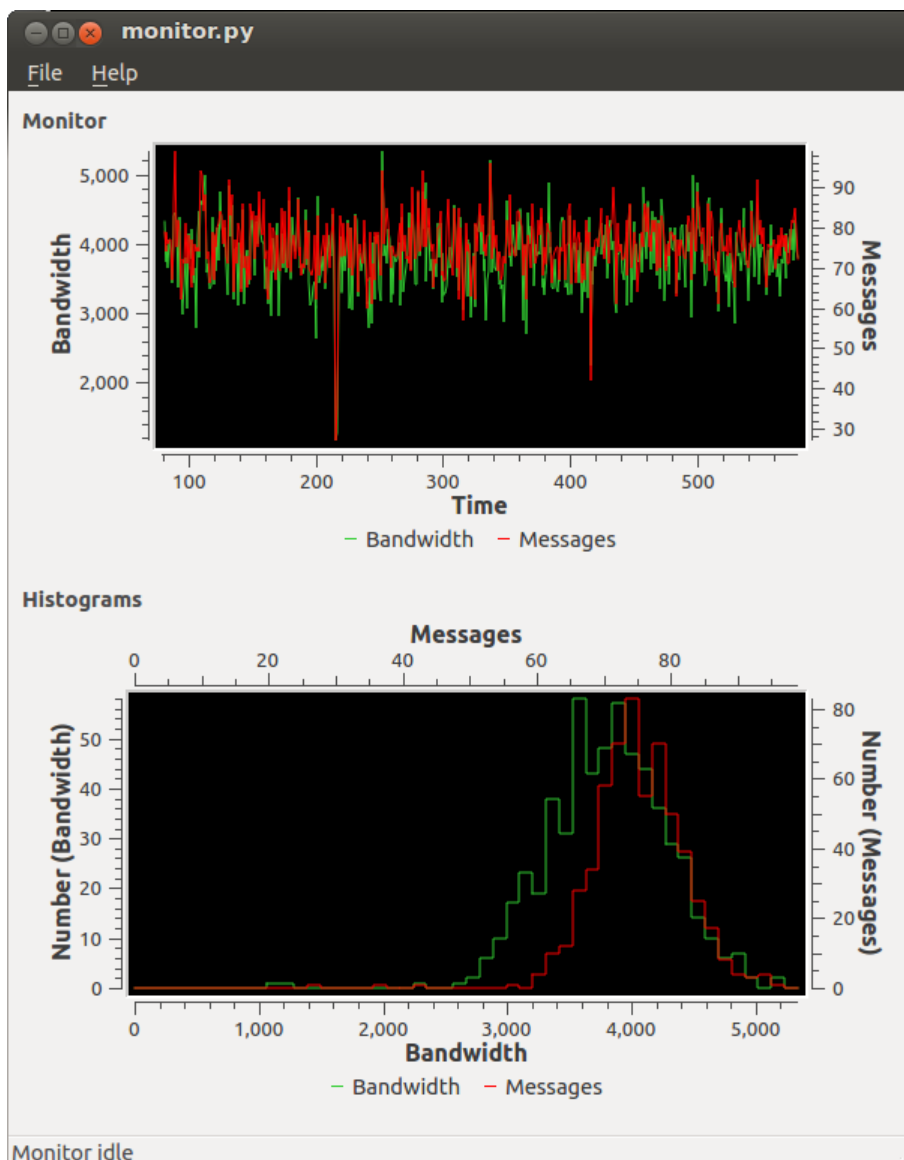 monitor.py
File Help
Monitor
5,000
4,000
3,000
2,000
Bandwidth
90
80
70
60
50
40
30
Messages
100 200 300 400 500
Time
Bandwidth Messages
Histograms
Messages
0 20 40 60 80
50
40
30
20
10
0
Number (Bandwidth)
80
60
40
20
0
Number (Messages)
0 1,000 2,000 3,000 4,000 5,000
Bandwidth
Bandwidth Messages
Monitor idle